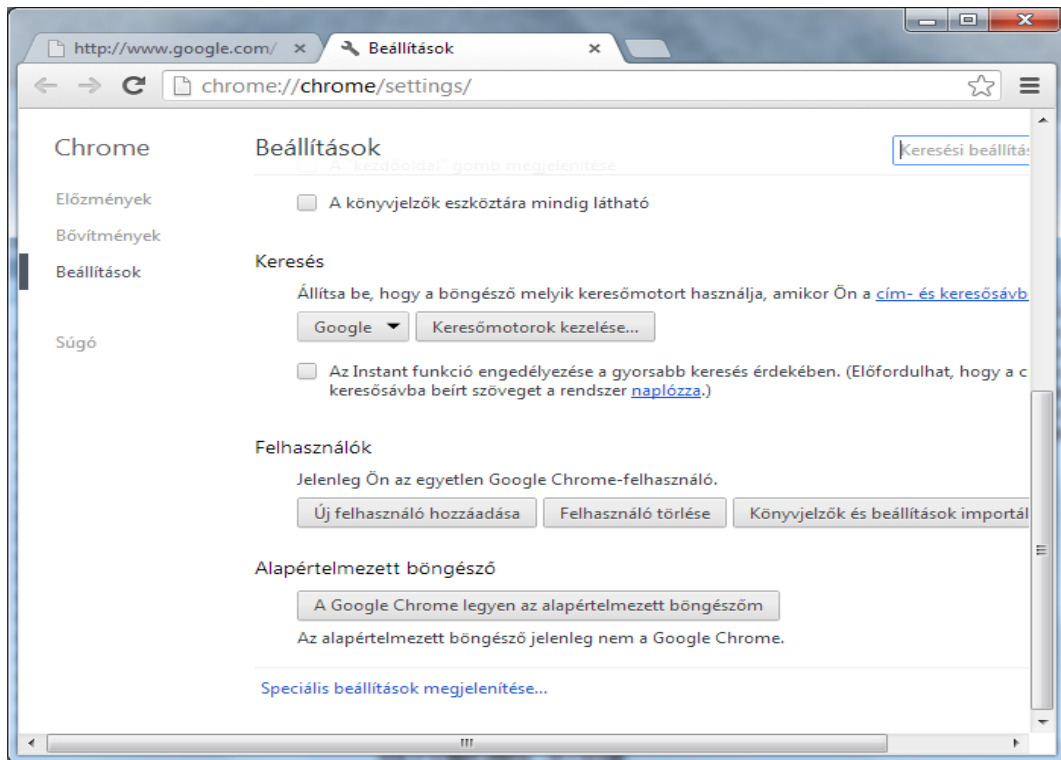 http://www.google.com/
Beállítások
chrome://chrome/settings/
Chrome
Beállítások
Keresési beállítás
A "kezdőoldal" gomb megjelenítése
Előzmények
A könyvjelzők eszköztára mindig látható
Bővítmények
Beállítások
Keresés
Állítsa be, hogy a böngésző melyik keresőmotort használja, amikor Ön a cím- és keresősávb
Google
Keresőmotorok kezelése...
Súgó
Az Instant funkció engedélyezése a gyorsabb keresés érdekében. (Előfordulhat, hogy a c
keresősávba beírt szöveget a rendszer naplózza.)
Felhasználók
Jelenleg Ön az egyetlen Google Chrome-felhasználó.
Új felhasználó hozzáadása
Felhasználó törlése
Könyvjelzők és beállítások importál
Alapértelmezett böngésző
A Google Chrome legyen az alapértelmezett böngészőm
Az alapértelmezett böngésző jelenleg nem a Google Chrome.
Speciális beállítások megjelenítése...